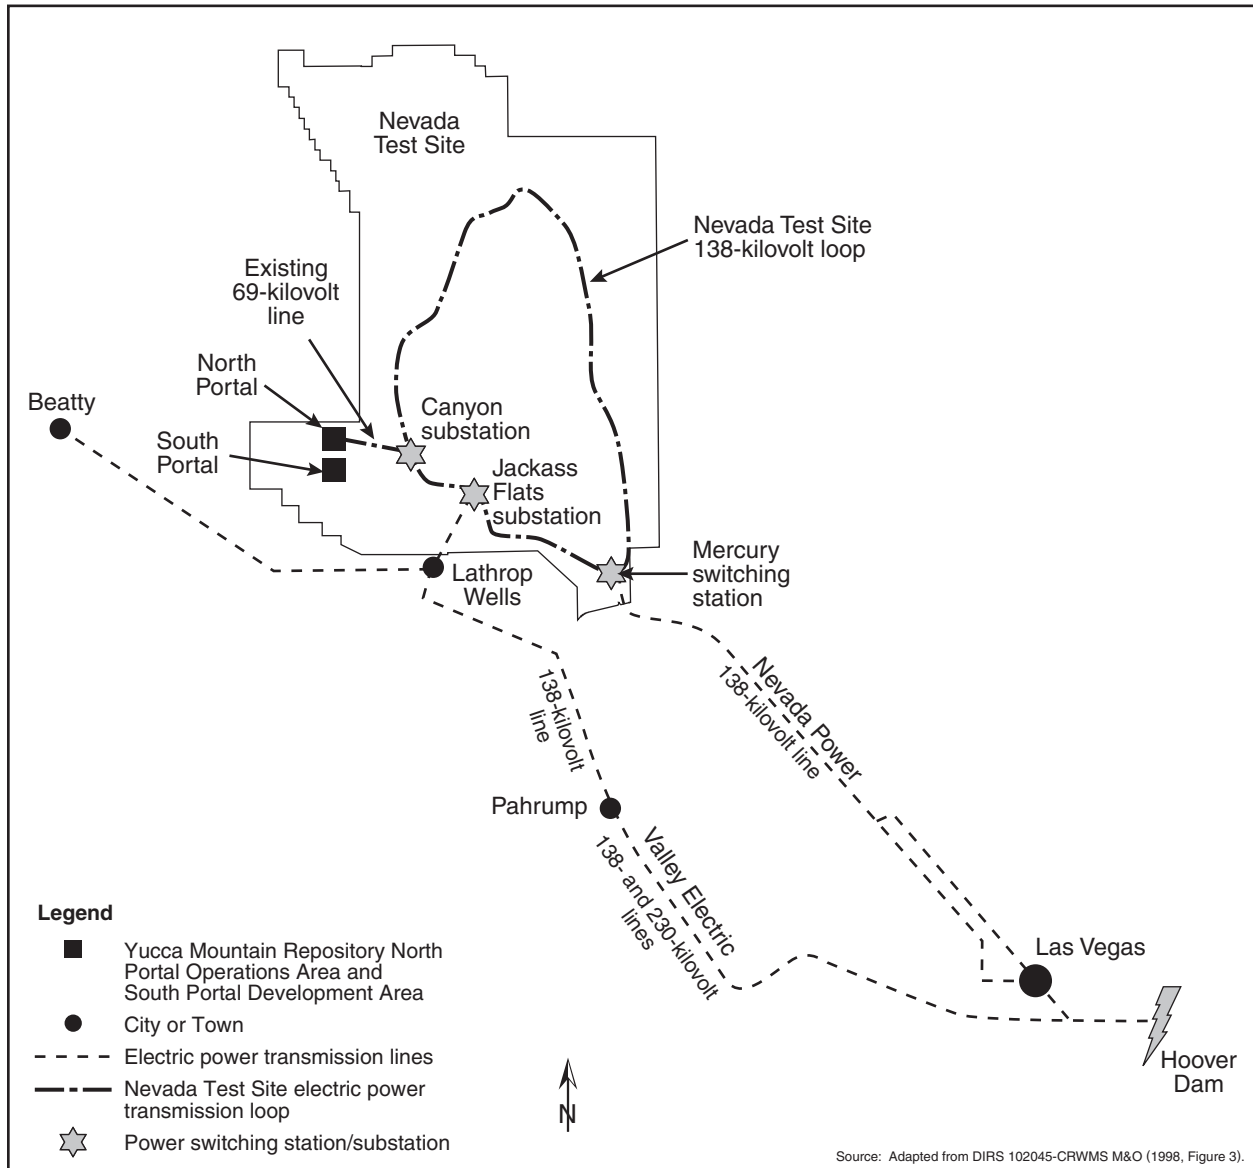 Nevada
Test Site
Nevada Test Site
138-kilovolt loop
Existing
69-kilovolt
line
North
Portal
Beatty
South
Portal
Canyon
substation
Jackass
Flats
substation
Mercury
switching
station
Lathrop
Wells
138-kilovolt
line
Nevada Power
138-kilovolt line
Pahrump
Valley Electric
138- and 230-kilovolt
lines
Las Vegas
Hoover
Dam
Legend
Yucca Mountain Repository North
Portal Operations Area and
South Portal Development Area
City or Town
Electric power transmission lines
Nevada Test Site electric power
transmission loop
Power switching station/substation
N
Source: Adapted from DIRS 102045-CRWMS M&O (1998, Figure 3).